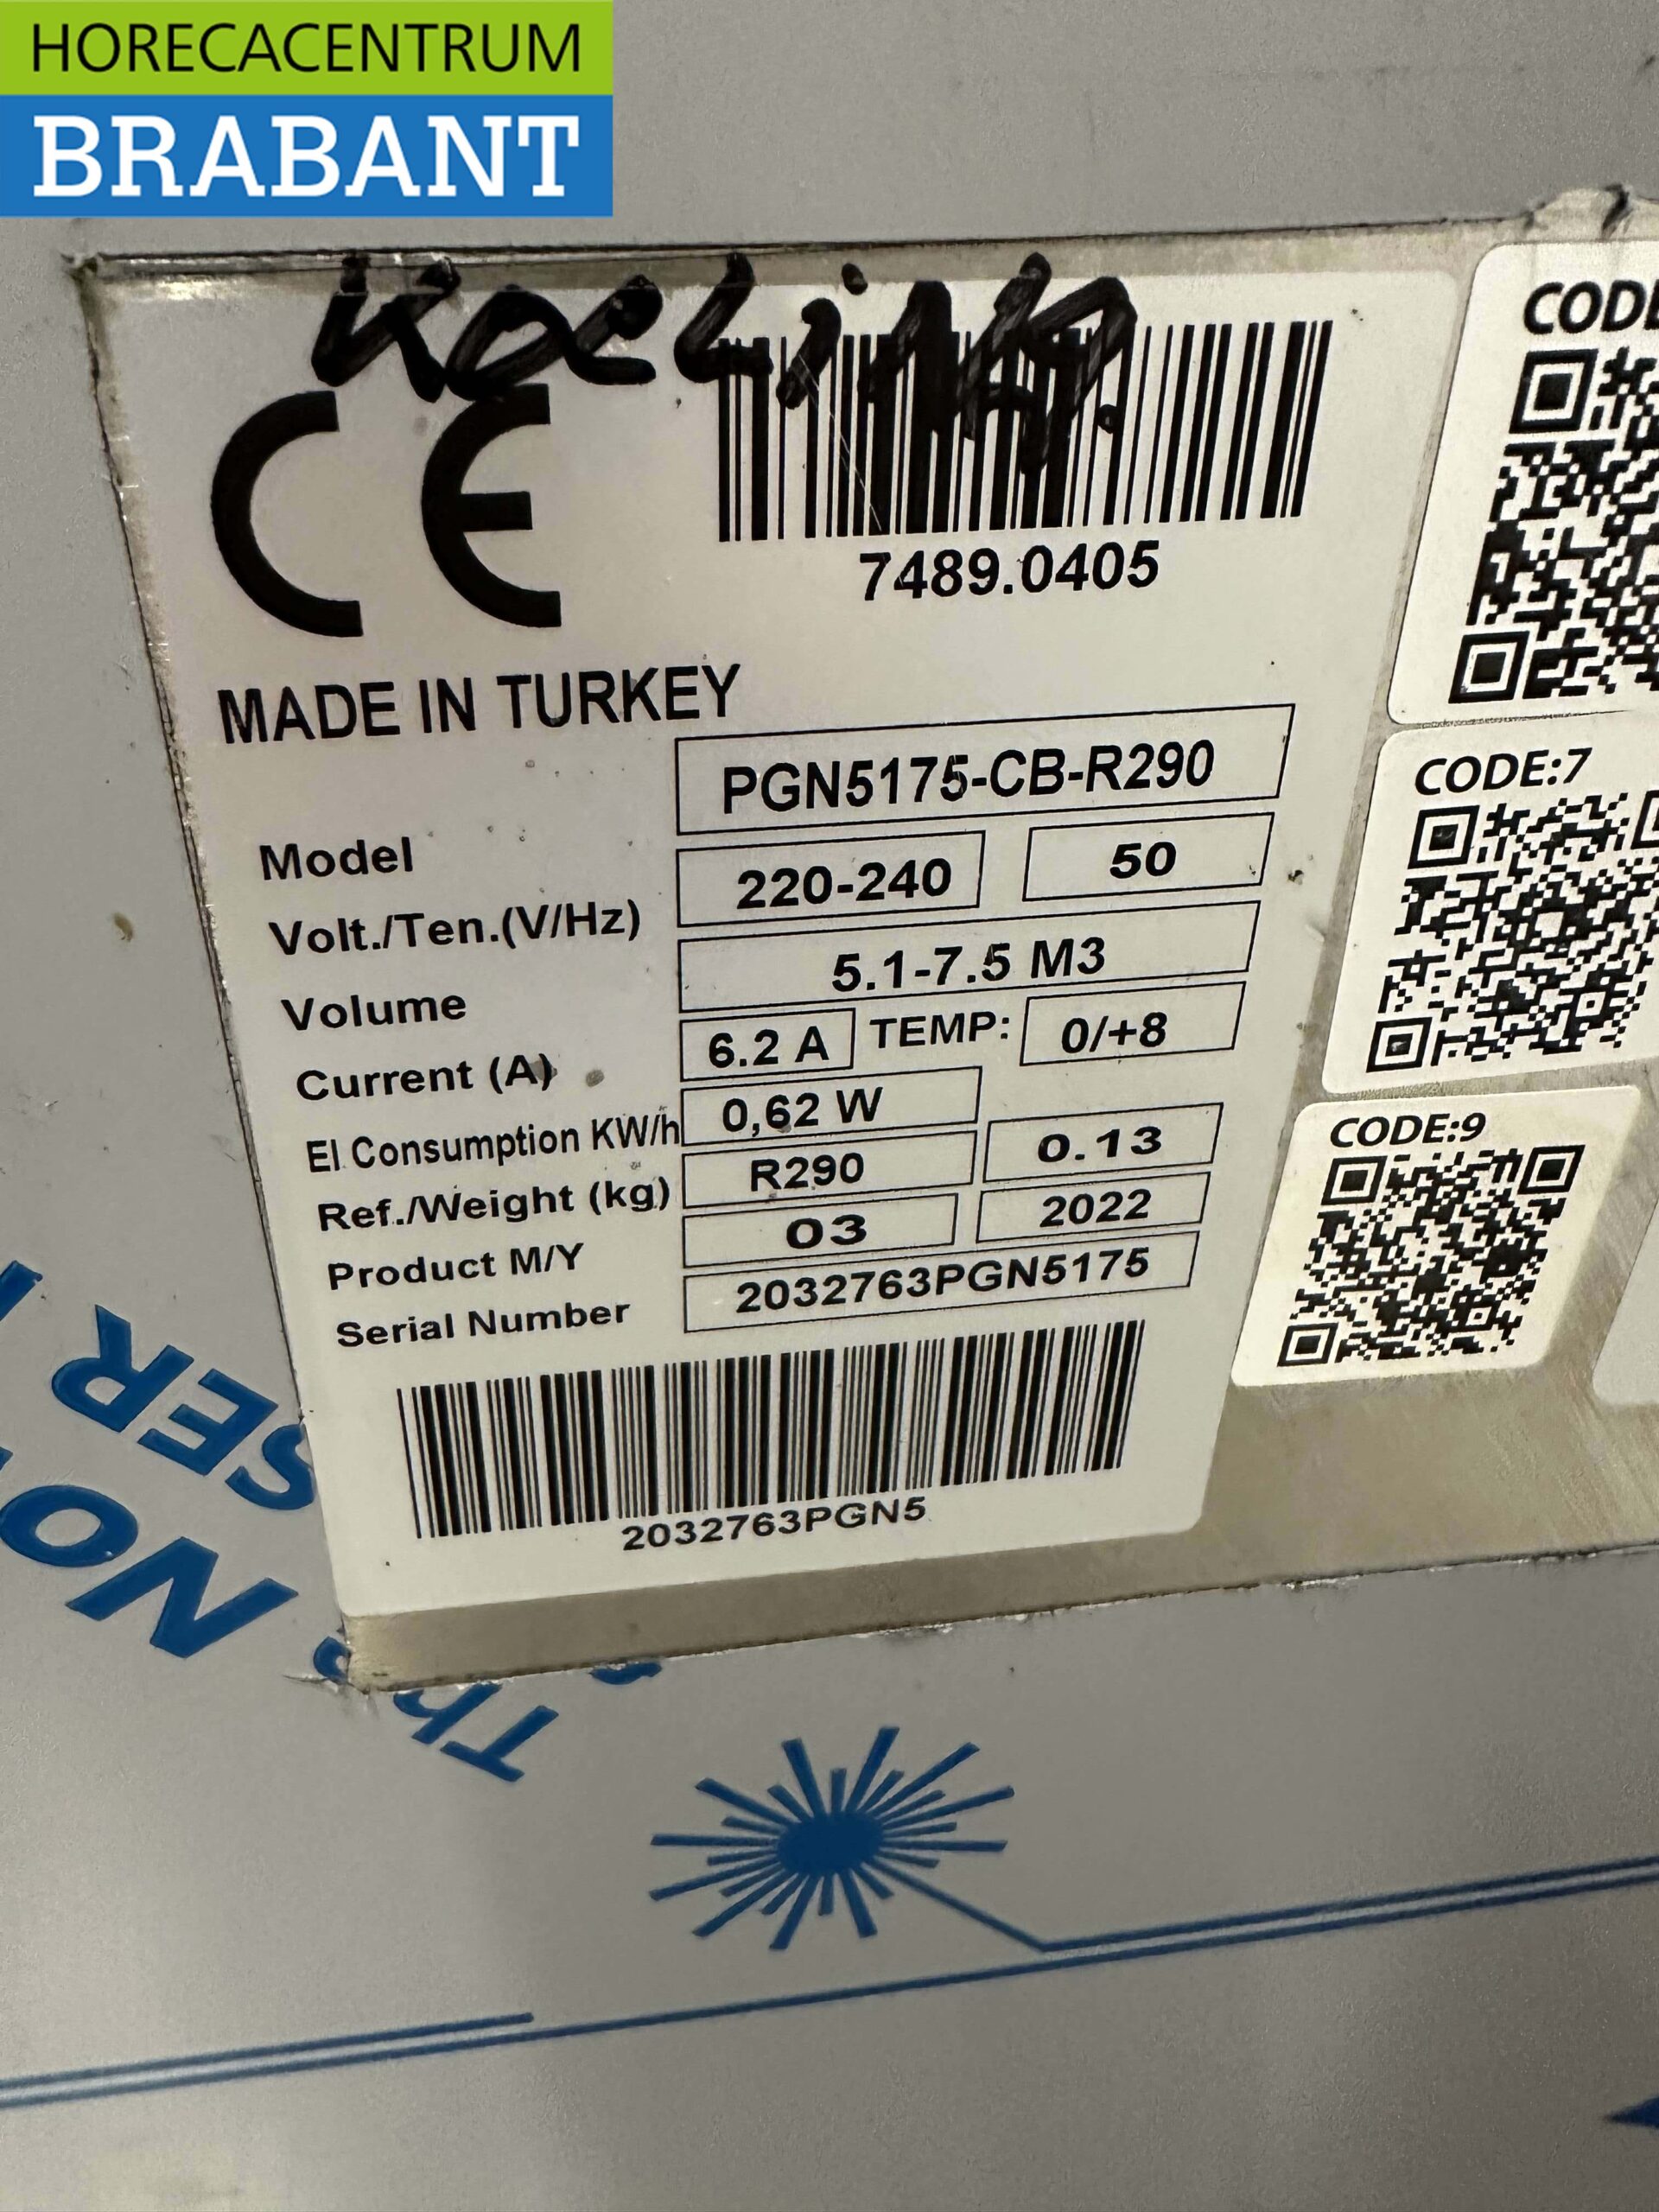 HORECACENTRUM
BRABANT
Koeling
CE
7489.0405
MADE IN TURKEY
Model PGN5175-CB-R290
Volt./Ten.(V/Hz) 220-240 50
Volume 5.1-7.5 M3
Current (A) 6.2 A TEMP: 0/+8
El Consumption KW/h 0,62 W
Ref./Weight (kg) R290 0.13
Product M/Y 03 2022
Serial Number 2032763PGN5175
2032763PGN5
CODE:7
CODE:9